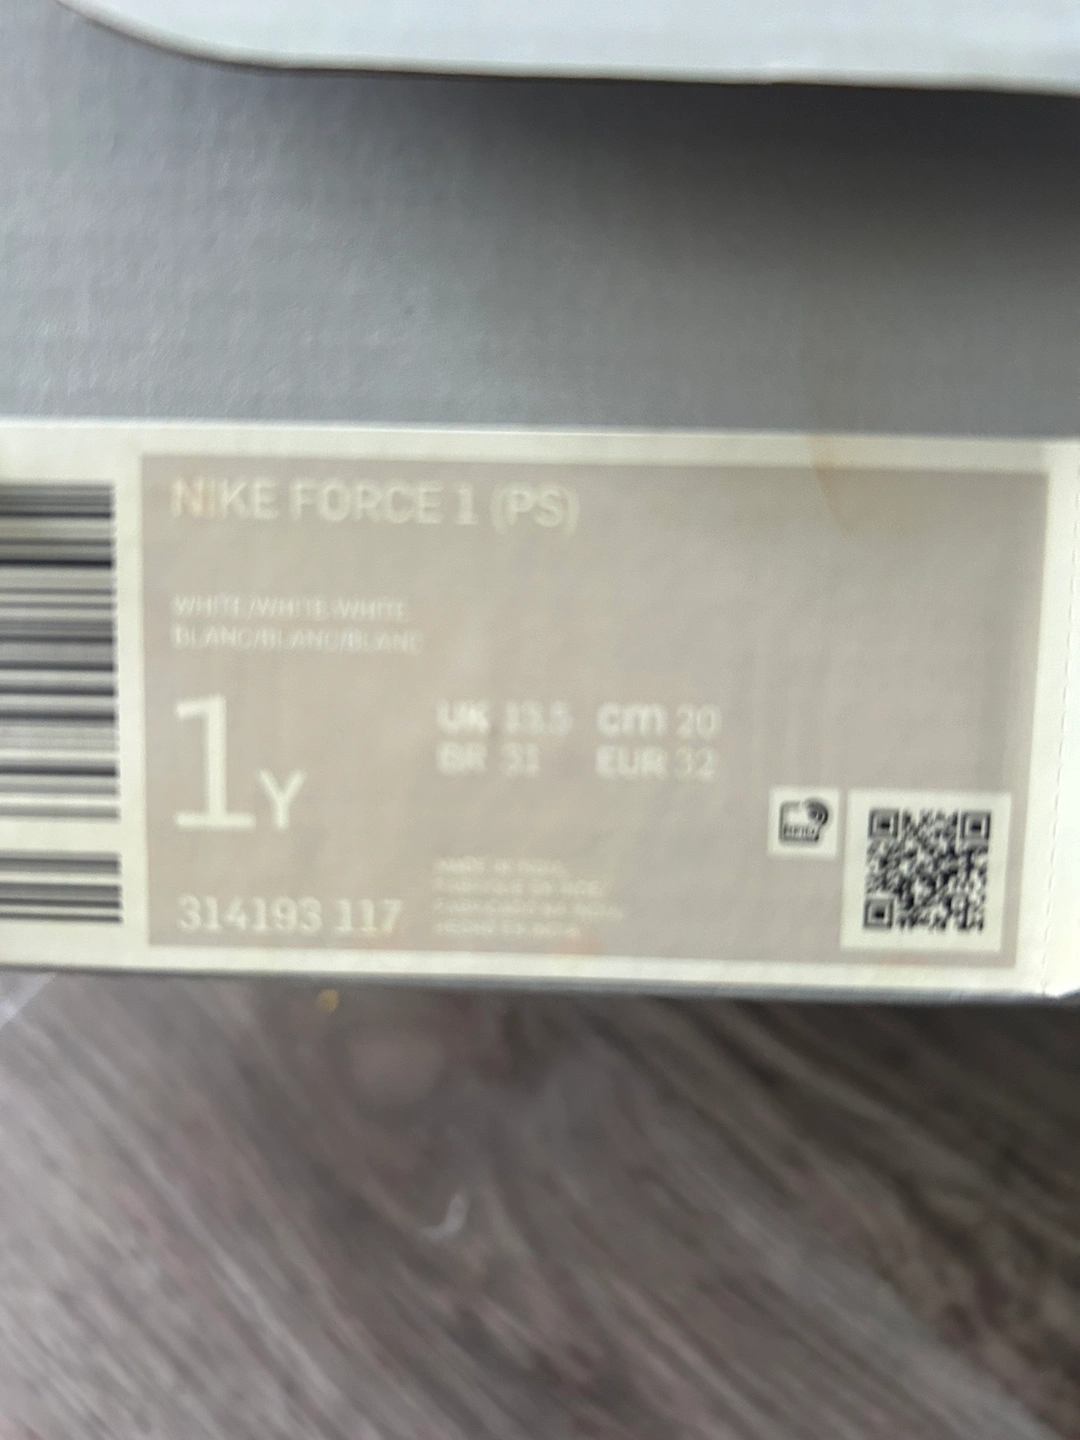 NIKE FORCE 1 (PS)
WHITE/WHITE-WHITE
BLANC/BLANC/BLANC
1Y
UK 13.5 cm 20
BR 31 EUR 32
RFID
314193 117